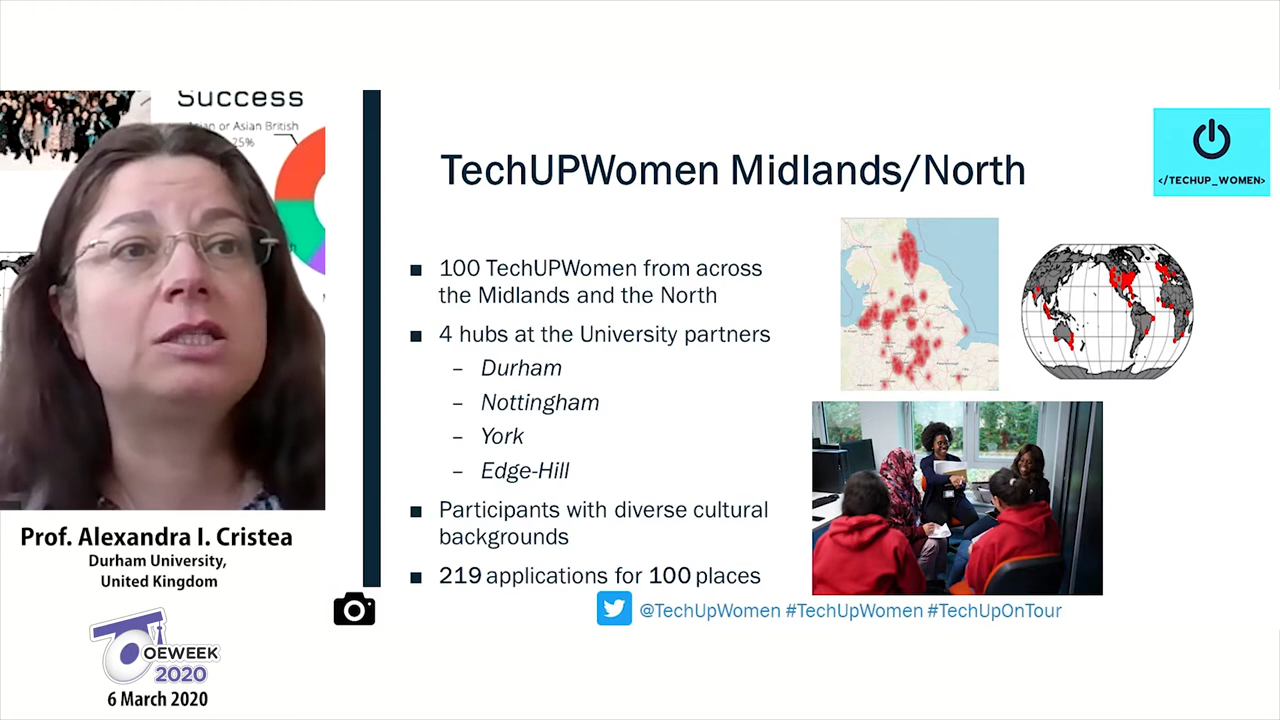 Success
or Asian British
25%
Prof. Alexandra I. Cristea
Durham University,
United Kingdom
OEWEEK
2020
6 March 2020
TechUPWomen Midlands/North
</TECHUP_WOMEN>
■ 100 TechUPWomen from across
the Midlands and the North
■ 4 hubs at the University partners
– Durham
– Nottingham
– York
– Edge-Hill
■ Participants with diverse cultural
backgrounds
■ 219 applications for 100 places
@TechUpWomen #TechUpWomen #TechUpOnTour